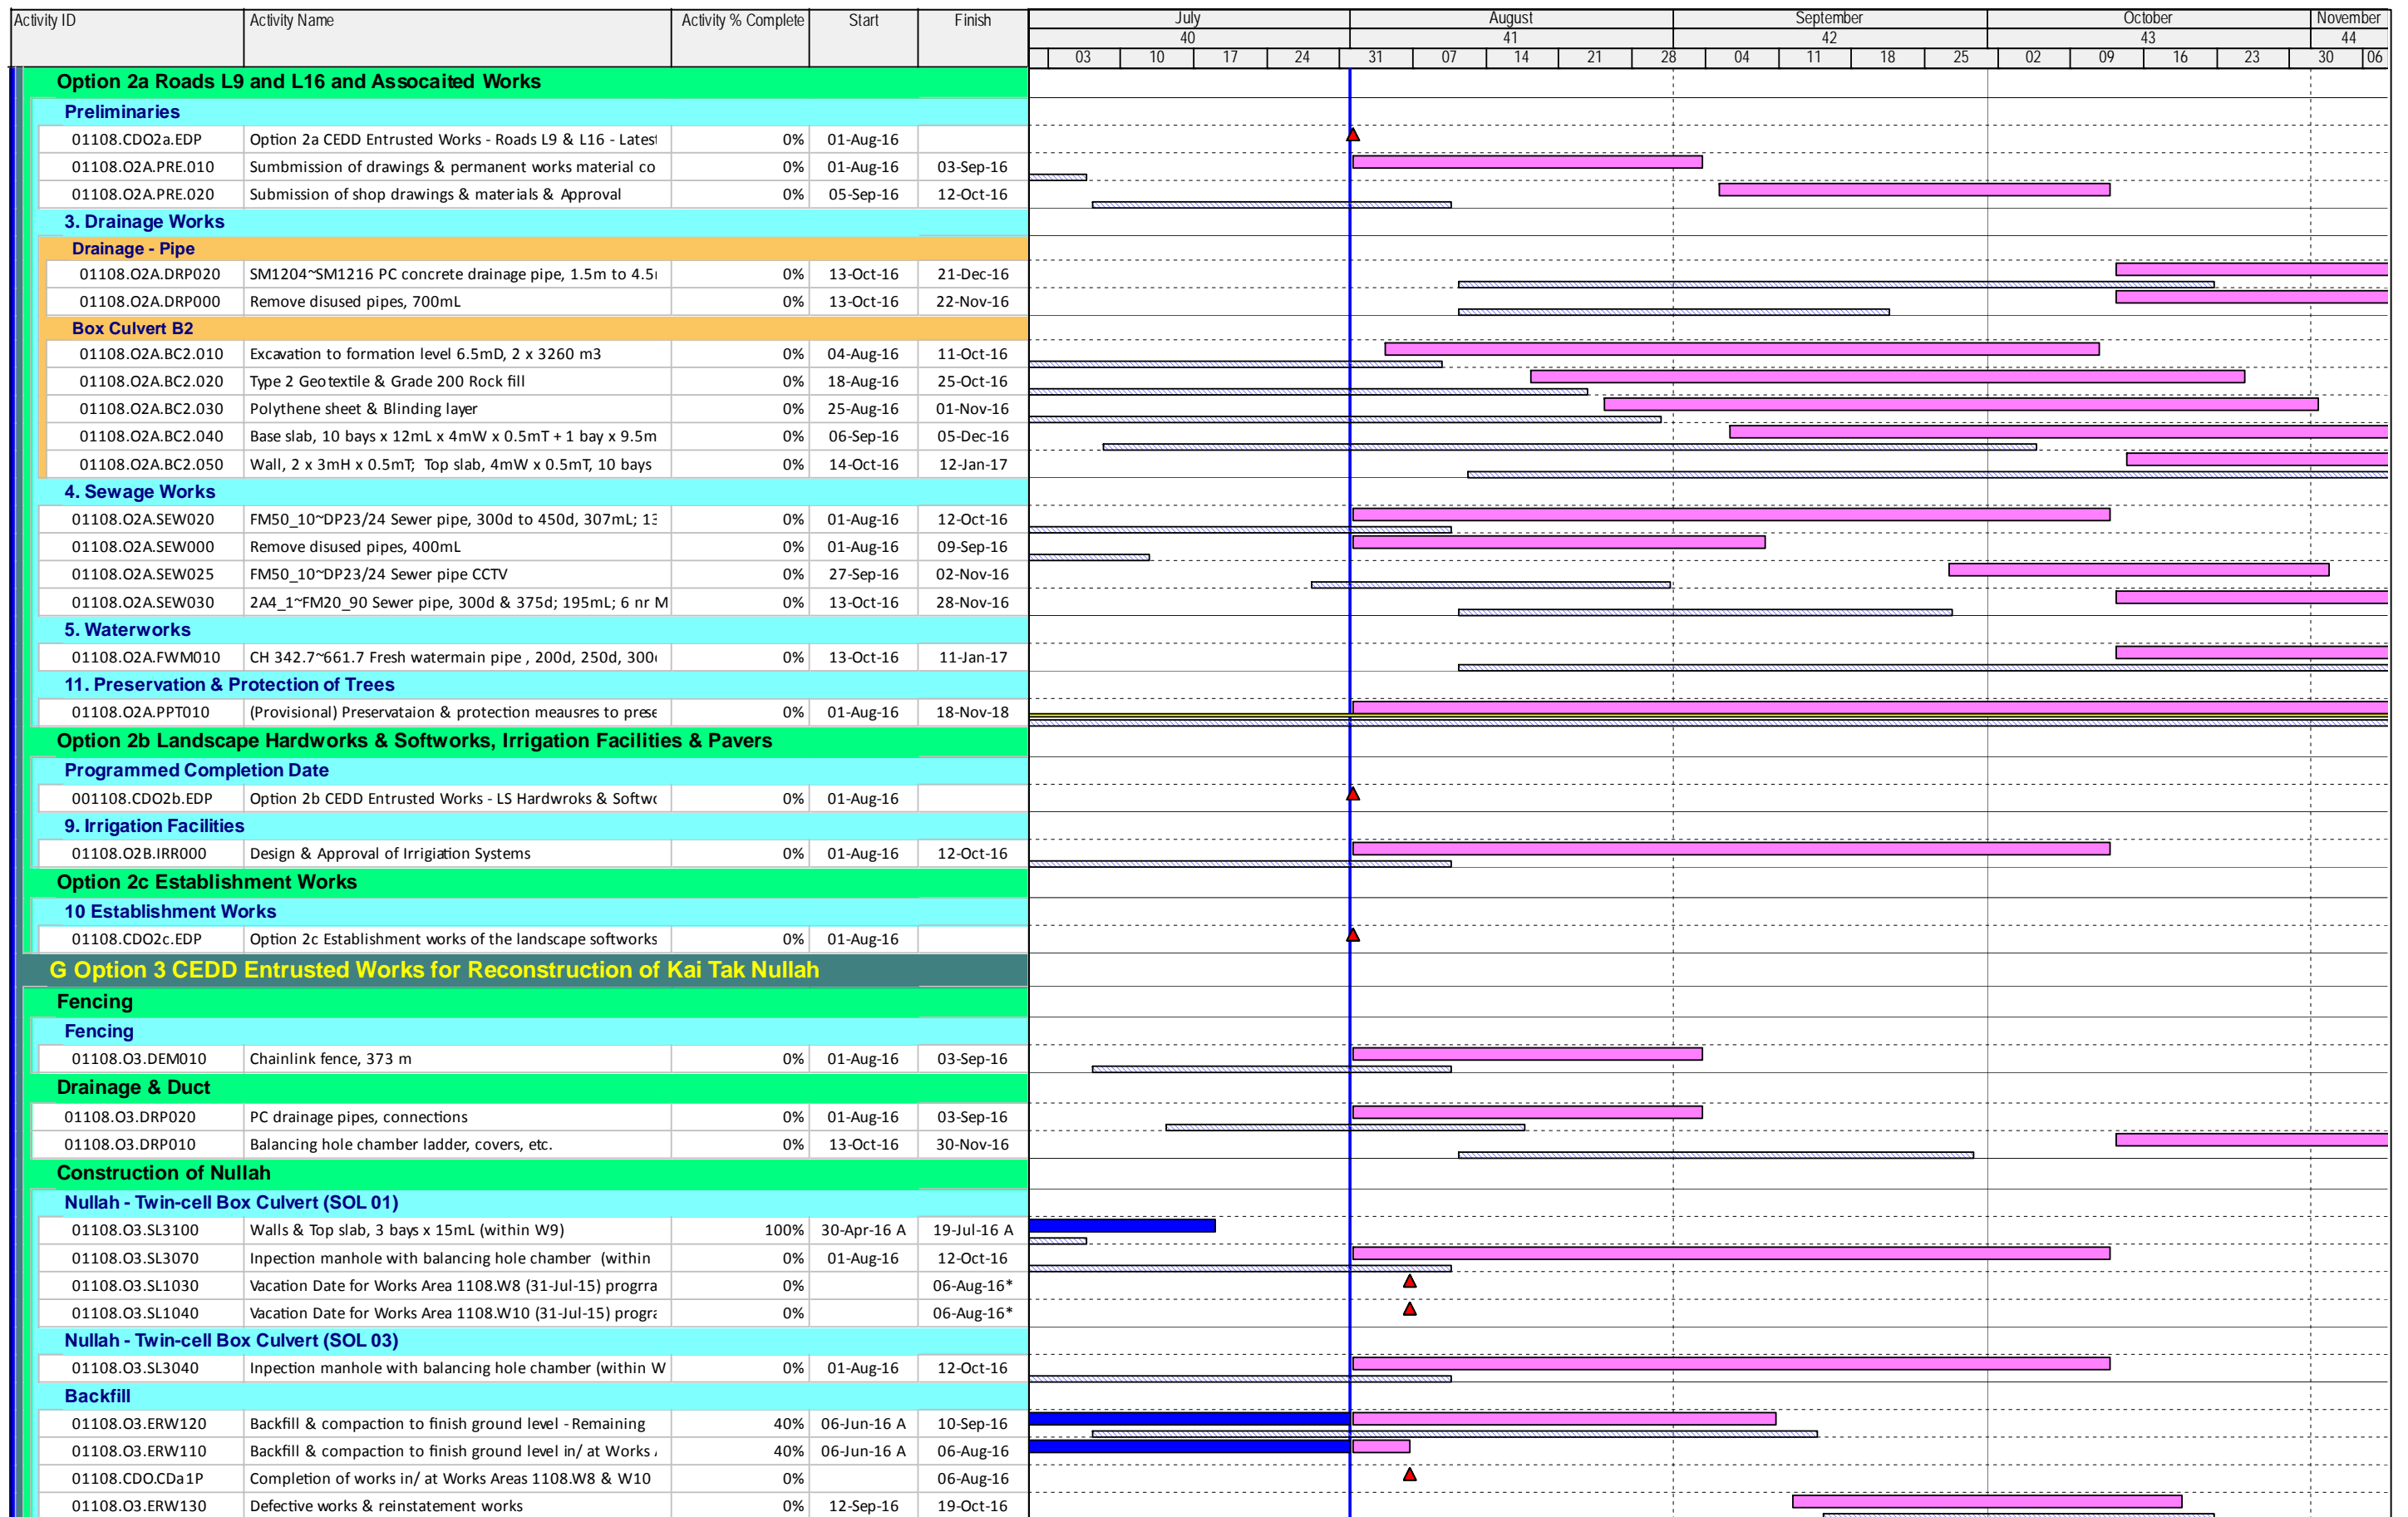 Activity ID Activity Name Activity % Complete Start Finish July August September October November
40 41 42 43 44
03 10 17 24 31 07 14 21 28 04 11 18 25 02 09 16 23 30 06
Option 2a Roads L9 and L16 and Assocaited Works
Preliminaries
01108.CDO2a.EDP Option 2a CEDD Entrusted Works - Roads L9 & L16 - Latest 0% 01-Aug-16
01108.O2A.PRE.010 Sumbmission of drawings & permanent works material co 0% 01-Aug-16 03-Sep-16
01108.O2A.PRE.020 Submission of shop drawings & materials & Approval 0% 05-Sep-16 12-Oct-16
3. Drainage Works
Drainage - Pipe
01108.O2A.DRP020 SM1204~SM1216 PC concrete drainage pipe, 1.5m to 4.5m 0% 13-Oct-16 21-Dec-16
01108.O2A.DRP000 Remove disused pipes, 700mL 0% 13-Oct-16 22-Nov-16
Box Culvert B2
01108.O2A.BC2.010 Excavation to formation level 6.5mD, 2 x 3260 m3 0% 04-Aug-16 11-Oct-16
01108.O2A.BC2.020 Type 2 Geotextile & Grade 200 Rock fill 0% 18-Aug-16 25-Oct-16
01108.O2A.BC2.030 Polythene sheet & Blinding layer 0% 25-Aug-16 01-Nov-16
01108.O2A.BC2.040 Base slab, 10 bays x 12mL x 4mW x 0.5mT + 1 bay x 9.5m 0% 06-Sep-16 05-Dec-16
01108.O2A.BC2.050 Wall, 2 x 3mH x 0.5mT; Top slab, 4mW x 0.5mT, 10 bays 0% 14-Oct-16 12-Jan-17
4. Sewage Works
01108.O2A.SEW020 FM50_10~DP23/24 Sewer pipe, 300d to 450d, 307mL; 13 0% 01-Aug-16 12-Oct-16
01108.O2A.SEW000 Remove disused pipes, 400mL 0% 01-Aug-16 09-Sep-16
01108.O2A.SEW025 FM50_10~DP23/24 Sewer pipe CCTV 0% 27-Sep-16 02-Nov-16
01108.O2A.SEW030 2A4_1~FM20_90 Sewer pipe, 300d & 375d; 195mL; 6 nr M 0% 13-Oct-16 28-Nov-16
5. Waterworks
01108.O2A.FWM010 CH 342.7~661.7 Fresh watermain pipe , 200d, 250d, 300d 0% 13-Oct-16 11-Jan-17
11. Preservation & Protection of Trees
01108.O2A.PPT010 (Provisional) Preservataion & protection meausres to prese 0% 01-Aug-16 18-Nov-18
Option 2b Landscape Hardworks & Softworks, Irrigation Facilities & Pavers
Programmed Completion Date
001108.CDO2b.EDP Option 2b CEDD Entrusted Works - LS Hardwroks & Softwo 0% 01-Aug-16
9. Irrigation Facilities
01108.O2B.IRR000 Design & Approval of Irrigiation Systems 0% 01-Aug-16 12-Oct-16
Option 2c Establishment Works
10 Establishment Works
01108.CDO2c.EDP Option 2c Establishment works of the landscape softworks 0% 01-Aug-16
G Option 3 CEDD Entrusted Works for Reconstruction of Kai Tak Nullah
Fencing
Fencing
01108.O3.DEM010 Chainlink fence, 373 m 0% 01-Aug-16 03-Sep-16
Drainage & Duct
01108.O3.DRP020 PC drainage pipes, connections 0% 01-Aug-16 03-Sep-16
01108.O3.DRP010 Balancing hole chamber ladder, covers, etc. 0% 13-Oct-16 30-Nov-16
Construction of Nullah
Nullah - Twin-cell Box Culvert (SOL 01)
01108.O3.SL3100 Walls & Top slab, 3 bays x 15mL (within W9) 100% 30-Apr-16 A 19-Jul-16 A
01108.O3.SL3070 Inpection manhole with balancing hole chamber (within 0% 01-Aug-16 12-Oct-16
01108.O3.SL1030 Vacation Date for Works Area 1108.W8 (31-Jul-15) progrra 0% 06-Aug-16*
01108.O3.SL1040 Vacation Date for Works Area 1108.W10 (31-Jul-15) progra 0% 06-Aug-16*
Nullah - Twin-cell Box Culvert (SOL 03)
01108.O3.SL3040 Inpection manhole with balancing hole chamber (within W 0% 01-Aug-16 12-Oct-16
Backfill
01108.O3.ERW120 Backfill & compaction to finish ground level - Remaining 40% 06-Jun-16 A 10-Sep-16
01108.O3.ERW110 Backfill & compaction to finish ground level in/ at Works 40% 06-Jun-16 A 06-Aug-16
01108.CDO.CDa1P Completion of works in/ at Works Areas 1108.W8 & W10 0% 06-Aug-16
01108.O3.ERW130 Defective works & reinstatement works 0% 12-Sep-16 19-Oct-16